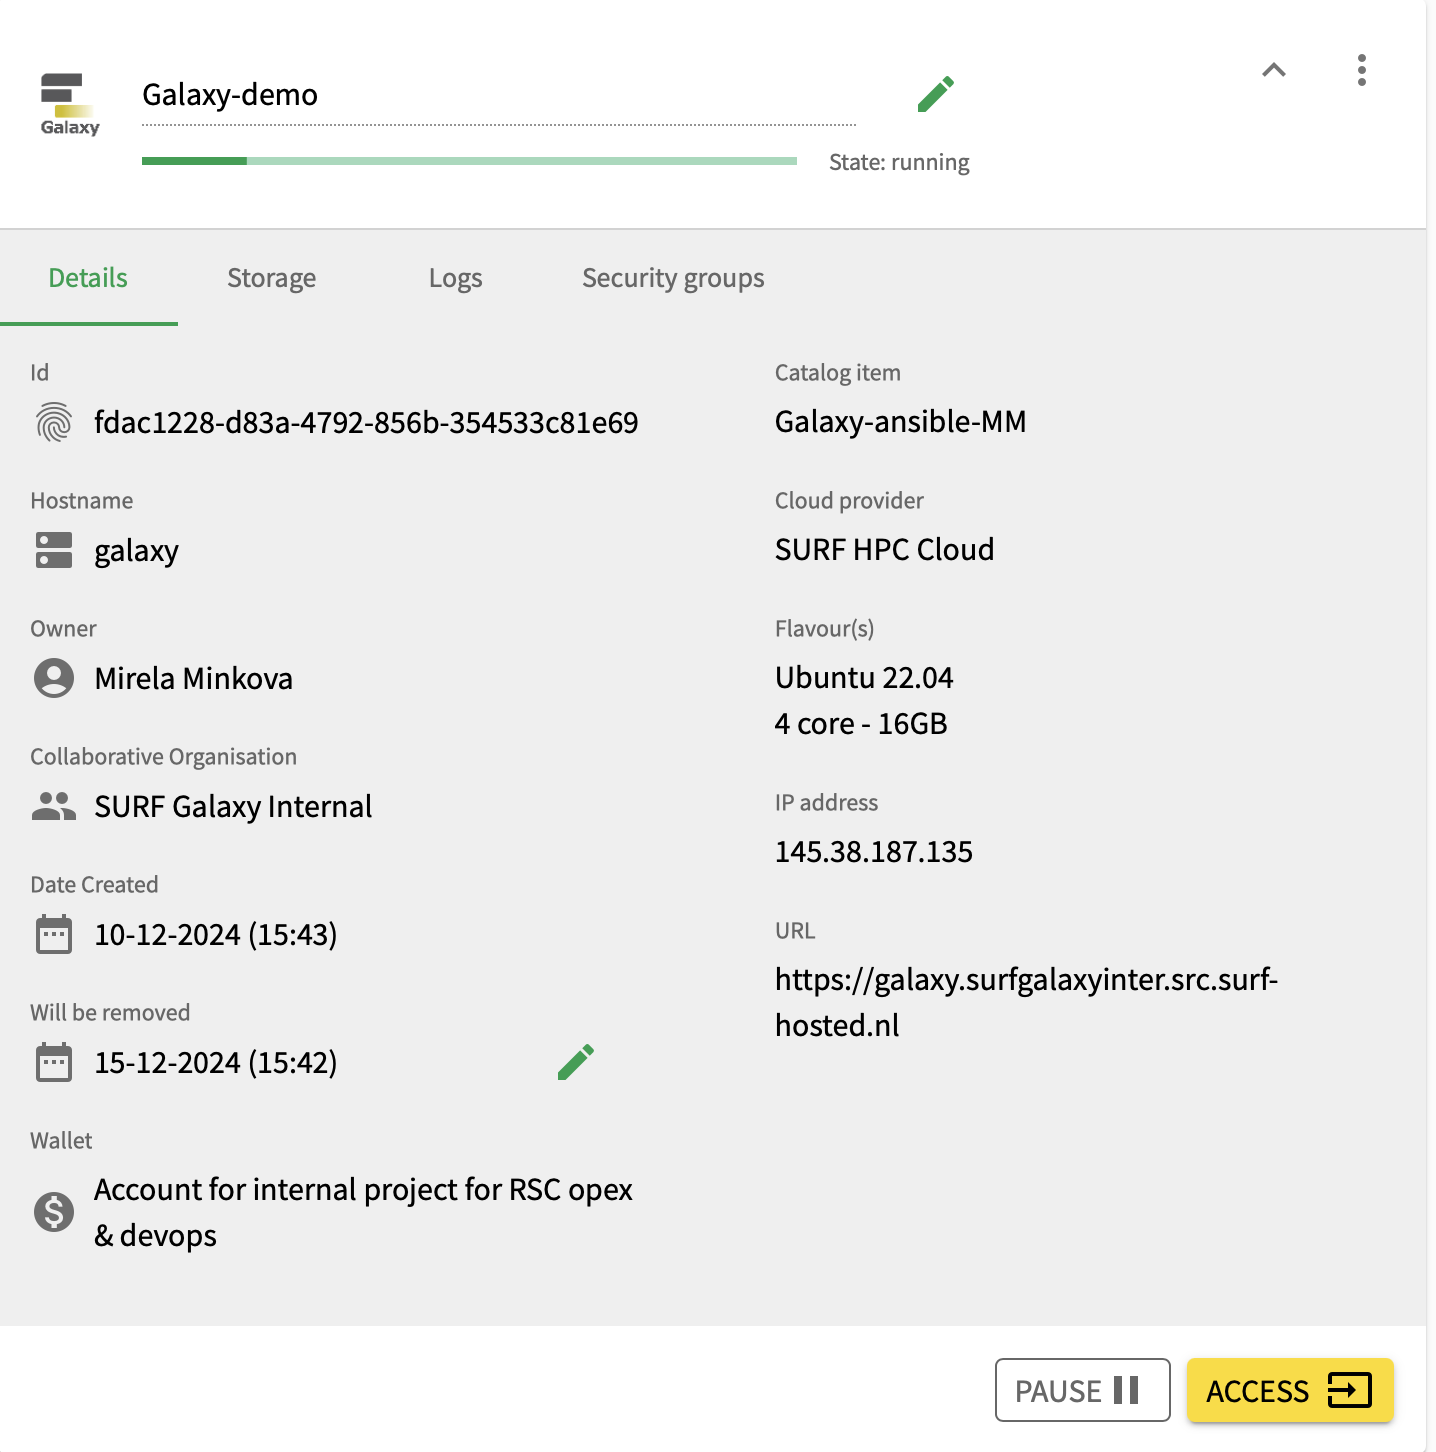 Galaxy
Galaxy-demo
State: running
Details
Storage
Logs
Security groups
Id
fdac1228-d83a-4792-856b-354533c81e69
Hostname
galaxy
Owner
Mirela Minkova
Collaborative Organisation
SURF Galaxy Internal
Date Created
10-12-2024 (15:43)
Will be removed
15-12-2024 (15:42)
Wallet
Account for internal project for RSC opex
& devops
Catalog item
Galaxy-ansible-MM
Cloud provider
SURF HPC Cloud
Flavour(s)
Ubuntu 22.04
4 core - 16GB
IP address
145.38.187.135
URL
https://galaxy.surfgalaxyinter.src.surf-
hosted.nl
PAUSE
ACCESS